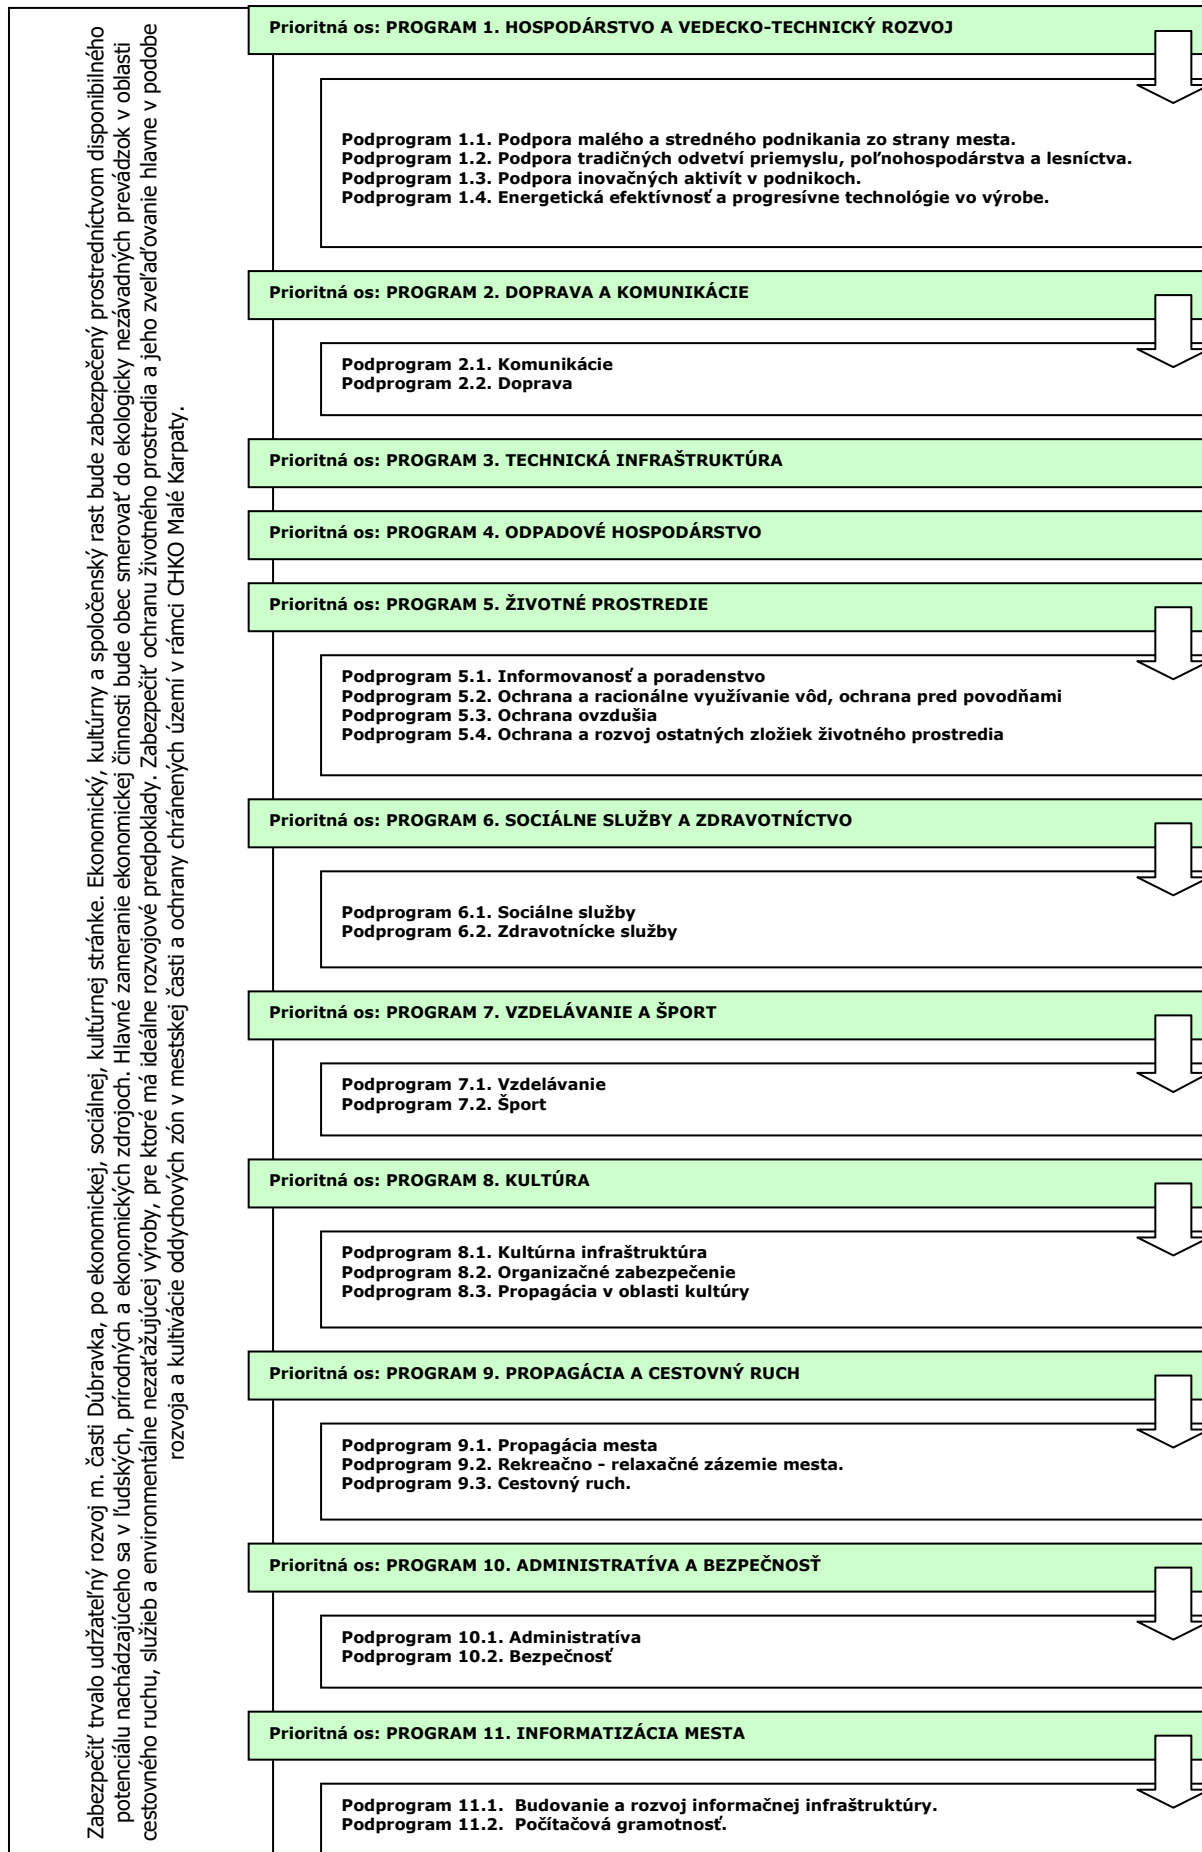 Zabezpečiť trvalo udržateľný rozvoj m. časti Dúbravka, po ekonomickej, sociálnej, kultúrnej stránke. Ekonomický, kultúrny a spoločenský rast bude zabezpečený prostredníctvom disponibilného
potenciálu nachádzajúceho sa v ľudských, prírodných a ekonomických zdrojoch. Hlavné zameranie ekonomickej činnosti bude obec smerovať do ekologicky nezávadných prevádzok v oblasti
cestovného ruchu, služieb a environmentálne nezaťažujúcej výroby, pre ktoré má ideálne rozvojové predpoklady. Zabezpečiť ochranu životného prostredia a jeho zveľaďovanie hlavne v podobe
rozvoja a kultivácie oddychových zón v mestskej časti a ochrany chránených území v rámci CHKO Malé Karpaty.
Prioritná os: PROGRAM 1. HOSPODÁRSTVO A VEDECKO-TECHNICKÝ ROZVOJ
Podprogram 1.1. Podpora malého a stredného podnikania zo strany mesta.
Podprogram 1.2. Podpora tradičných odvetví priemyslu, poľnohospodárstva a lesníctva.
Podprogram 1.3. Podpora inovačných aktivít v podnikoch.
Podprogram 1.4. Energetická efektívnosť a progresívne technológie vo výrobe.
Prioritná os: PROGRAM 2. DOPRAVA A KOMUNIKÁCIE
Podprogram 2.1. Komunikácie
Podprogram 2.2. Doprava
Prioritná os: PROGRAM 3. TECHNICKÁ INFRAŠTRUKTÚRA
Prioritná os: PROGRAM 4. ODPADOVÉ HOSPODÁRSTVO
Prioritná os: PROGRAM 5. ŽIVOTNÉ PROSTREDIE
Podprogram 5.1. Informovanosť a poradenstvo
Podprogram 5.2. Ochrana a racionálne využívanie vôd, ochrana pred povodňami
Podprogram 5.3. Ochrana ovzdušia
Podprogram 5.4. Ochrana a rozvoj ostatných zložiek životného prostredia
Prioritná os: PROGRAM 6. SOCIÁLNE SLUŽBY A ZDRAVOTNÍCTVO
Podprogram 6.1. Sociálne služby
Podprogram 6.2. Zdravotnícke služby
Prioritná os: PROGRAM 7. VZDELÁVANIE A ŠPORT
Podprogram 7.1. Vzdelávanie
Podprogram 7.2. Šport
Prioritná os: PROGRAM 8. KULTÚRA
Podprogram 8.1. Kultúrna infraštruktúra
Podprogram 8.2. Organizačné zabezpečenie
Podprogram 8.3. Propagácia v oblasti kultúry
Prioritná os: PROGRAM 9. PROPAGÁCIA A CESTOVNÝ RUCH
Podprogram 9.1. Propagácia mesta
Podprogram 9.2. Rekreačno - relaxačné zázemie mesta.
Podprogram 9.3. Cestovný ruch.
Prioritná os: PROGRAM 10. ADMINISTRATÍVA A BEZPEČNOSŤ
Podprogram 10.1. Administratíva
Podprogram 10.2. Bezpečnosť
Prioritná os: PROGRAM 11. INFORMATIZÁCIA MESTA
Podprogram 11.1. Budovanie a rozvoj informačnej infraštruktúry.
Podprogram 11.2. Počítačová gramotnosť.